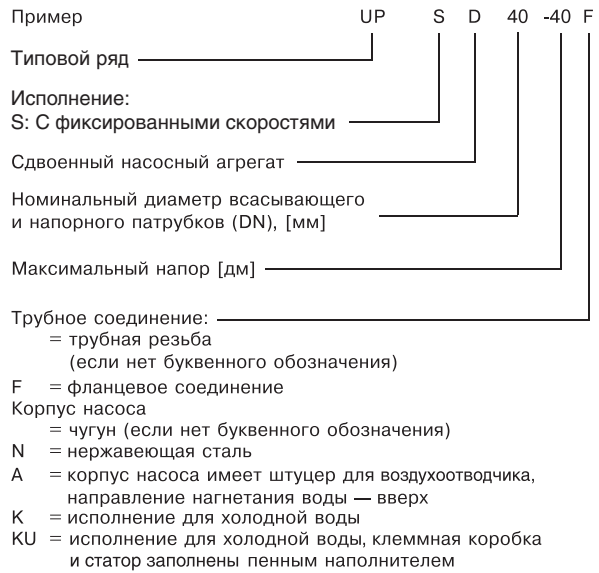 Пример UP S D 40 -40 F
Типовой ряд
Исполнение:
S: С фиксированными скоростями
Сдвоенный насосный агрегат
Номинальный диаметр всасывающего
и напорного патрубков (DN), [мм]
Максимальный напор [дм]
Трубное соединение:
= трубная резьба
(если нет буквенного обозначения)
F = фланцевое соединение
Корпус насоса
= чугун (если нет буквенного обозначения)
N = нержавеющая сталь
A = корпус насоса имеет штуцер для воздухоотводчика,
направление нагнетания воды — вверх
K = исполнение для холодной воды
KU = исполнение для холодной воды, клеммная коробка
и статор заполнены пенным наполнителем